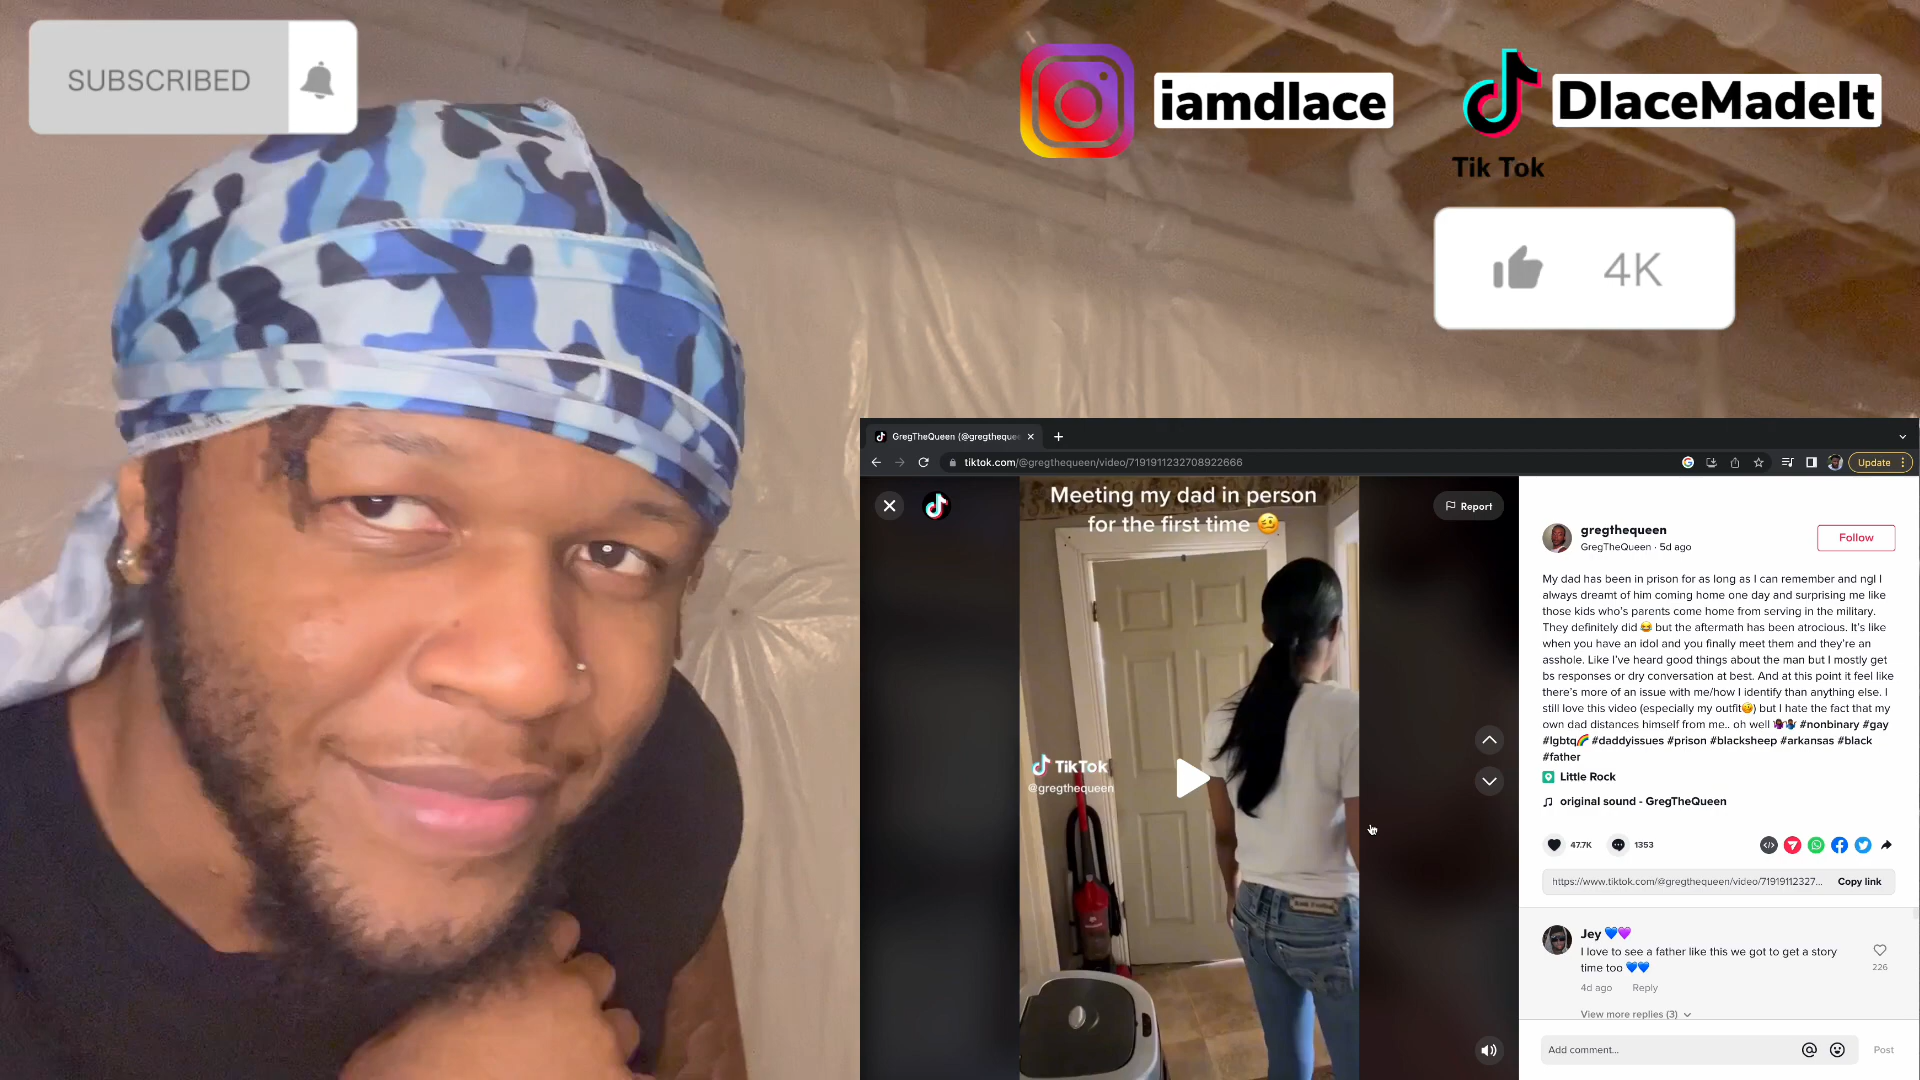 SUBSCRIBED
iamdlace
DlaceMadeIt
Tik Tok
4K
GregTheQueen (@gregtheque
tiktok.com/@gregthequeen/video/7191911232708922666
Update
Meeting my dad in person
for the first time 🥴
Report
TikTok
@gregthequeen
gregthequeen
GregTheQueen · 5d ago
Follow
My dad has been in prison for as long as I can remember and ngl I
always dreamt of him coming home one day and surprising me like
those kids who's parents come home from serving in the military.
They definitely did 😂 but the aftermath has been atrocious. It's like
when you have an idol and you finally meet them and they're an
asshole. Like I've heard good things about the man but I mostly get
bs responses or dry conversation at best. And at this point it feel like
there's more of an issue with me/how I identify than anything else. I
still love this video (especially my outfit😋) but I hate the fact that my
own dad distances himself from me.. oh well #nonbinary #gay
#lgbtq🌈 #daddyissues #prison #blacksheep #arkansas #black
#father
Little Rock
original sound - GregTheQueen
47.7K
1353
https://www.tiktok.com/@gregthequeen/video/71919112327...
Copy link
Jey 💙💜
I love to see a father like this we got to get a story
time too 💙💙
226
4d ago
Reply
View more replies (3)
Add comment...
Post